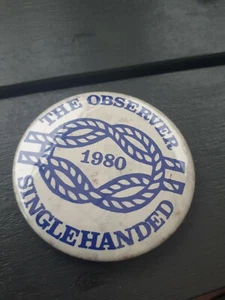 THE OBSERVER
1980
SINGLEHANDED